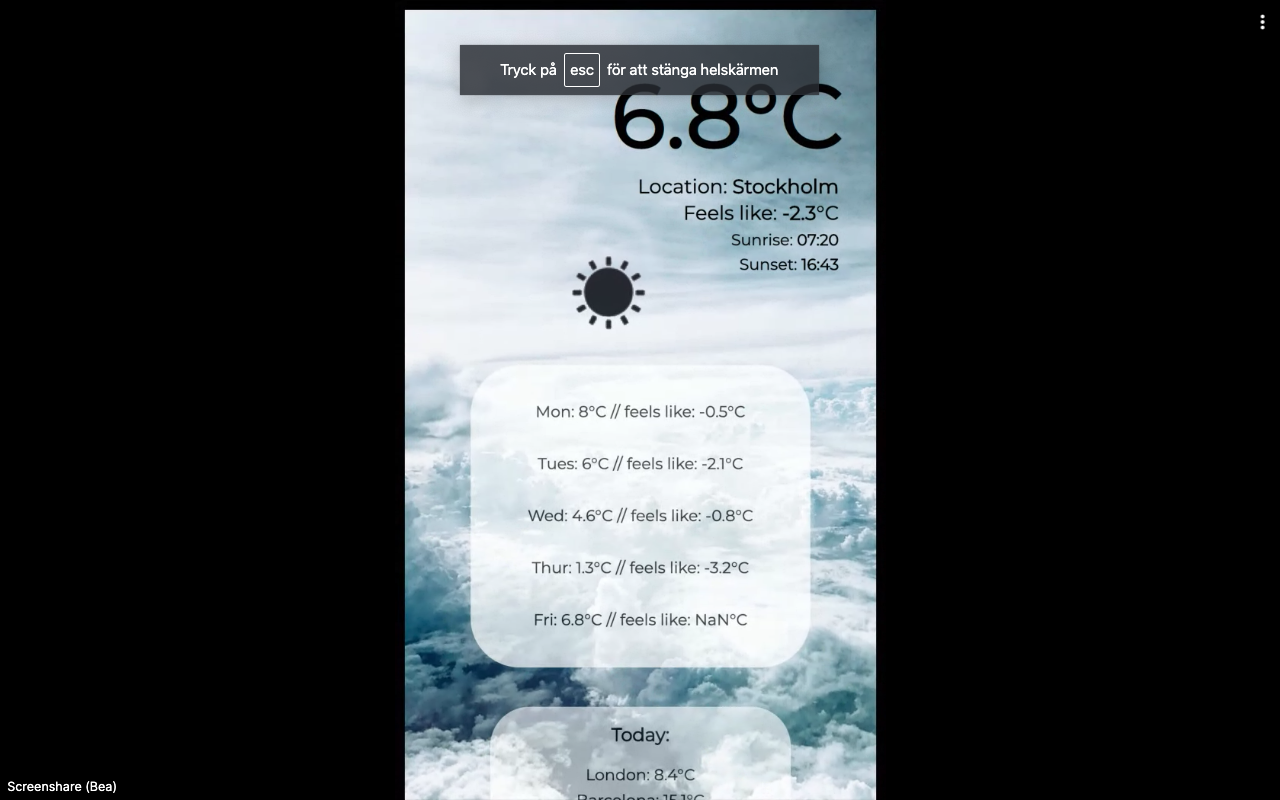 Tryck på esc för att stänga helskärmen
6.8°C
Location: Stockholm
Feels like: -2.3°C
Sunrise: 07:20
Sunset: 16:43
Mon: 8°C // feels like: -0.5°C
Tues: 6°C // feels like: -2.1°C
Wed: 4.6°C // feels like: -0.8°C
Thur: 1.3°C // feels like: -3.2°C
Fri: 6.8°C // feels like: NaN°C
Today:
London: 8.4°C
Barcelona: 15.1°C
Screenshare (Bea)